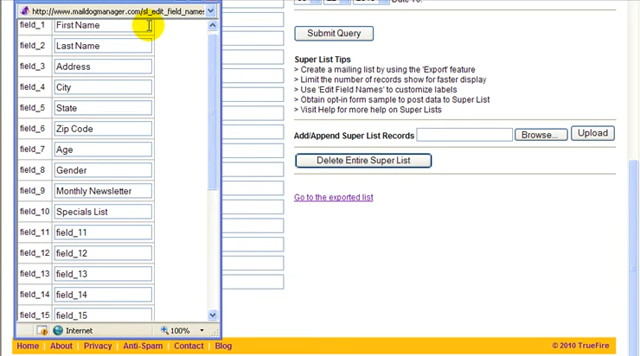 http://www.maildogmanager.com/sl_edit_field_names
field_1 First Name
field_2 Last Name
field_3 Address
field_4 City
field_5 State
field_6 Zip Code
field_7 Age
field_8 Gender
field_9 Monthly Newsletter
field_10 Specials List
field_11 field_11
field_12 field_12
field_13 field_13
field_14 field_14
field_15 field_15
Internet 100%
Submit Query
Super List Tips
> Create a mailing list by using the 'Export' feature
> Limit the number of records show for faster display
> Use 'Edit Field Names' to customize labels
> Obtain opt-in form sample to post data to Super List
> Visit Help for more help on Super Lists
Add/Append Super List Records Browse... Upload
Delete Entire Super List
Go to the exported list
Home | About | Privacy | Anti-Spam | Contact | Blog © 2010 TrueFire